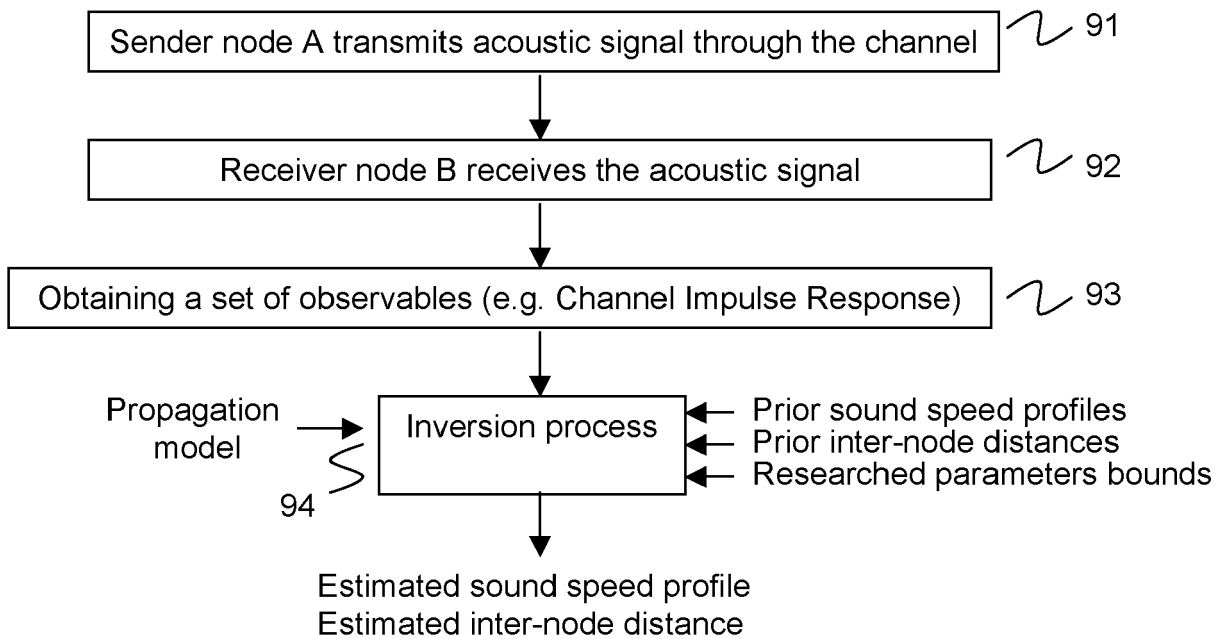 Sender node A transmits acoustic signal through the channel
91
Receiver node B receives the acoustic signal
92
Obtaining a set of observables (e.g. Channel Impulse Response)
93
Propagation
model
Inversion process
Prior sound speed profiles
Prior inter-node distances
Researched parameters bounds
94
Estimated sound speed profile
Estimated inter-node distance